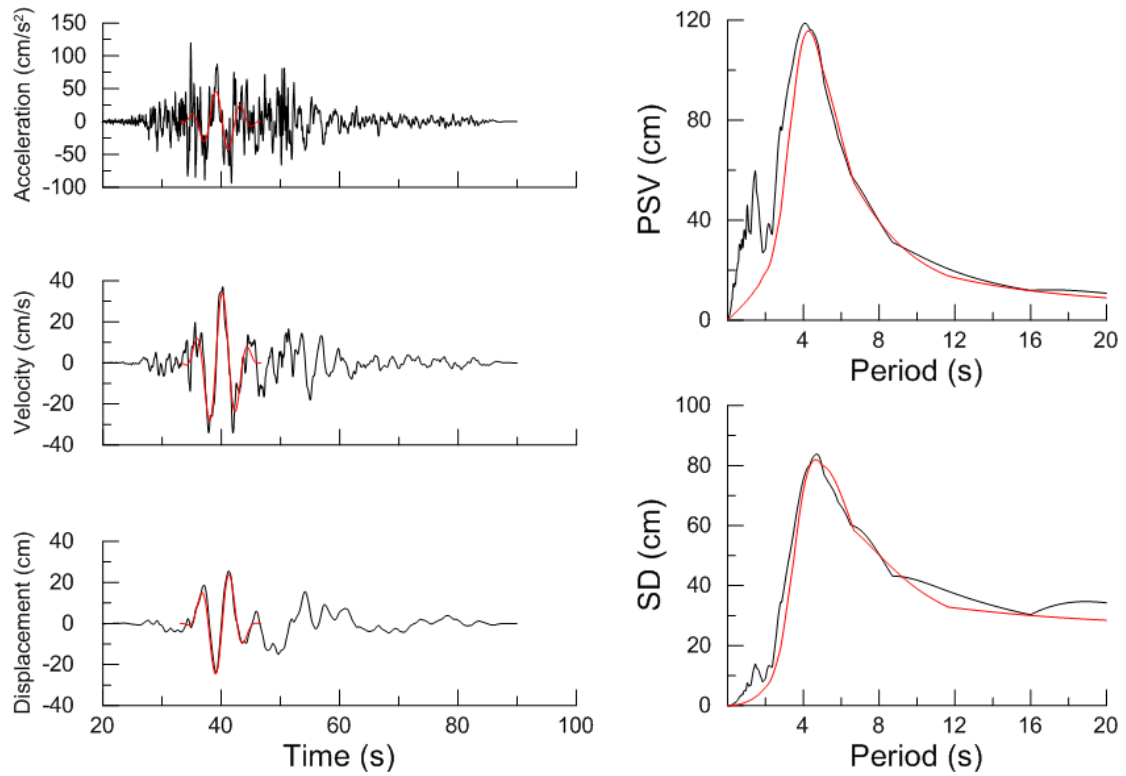 Acceleration (cm/s²)
150
100
50
0
-50
-100
Velocity (cm/s)
40
20
0
-20
-40
Displacement (cm)
40
20
0
-20
-40
20 40 60 80 100
Time (s)
PSV (cm)
120
80
40
0
4 8 12 16 20
Period (s)
SD (cm)
100
80
60
40
20
0
4 8 12 16 20
Period (s)